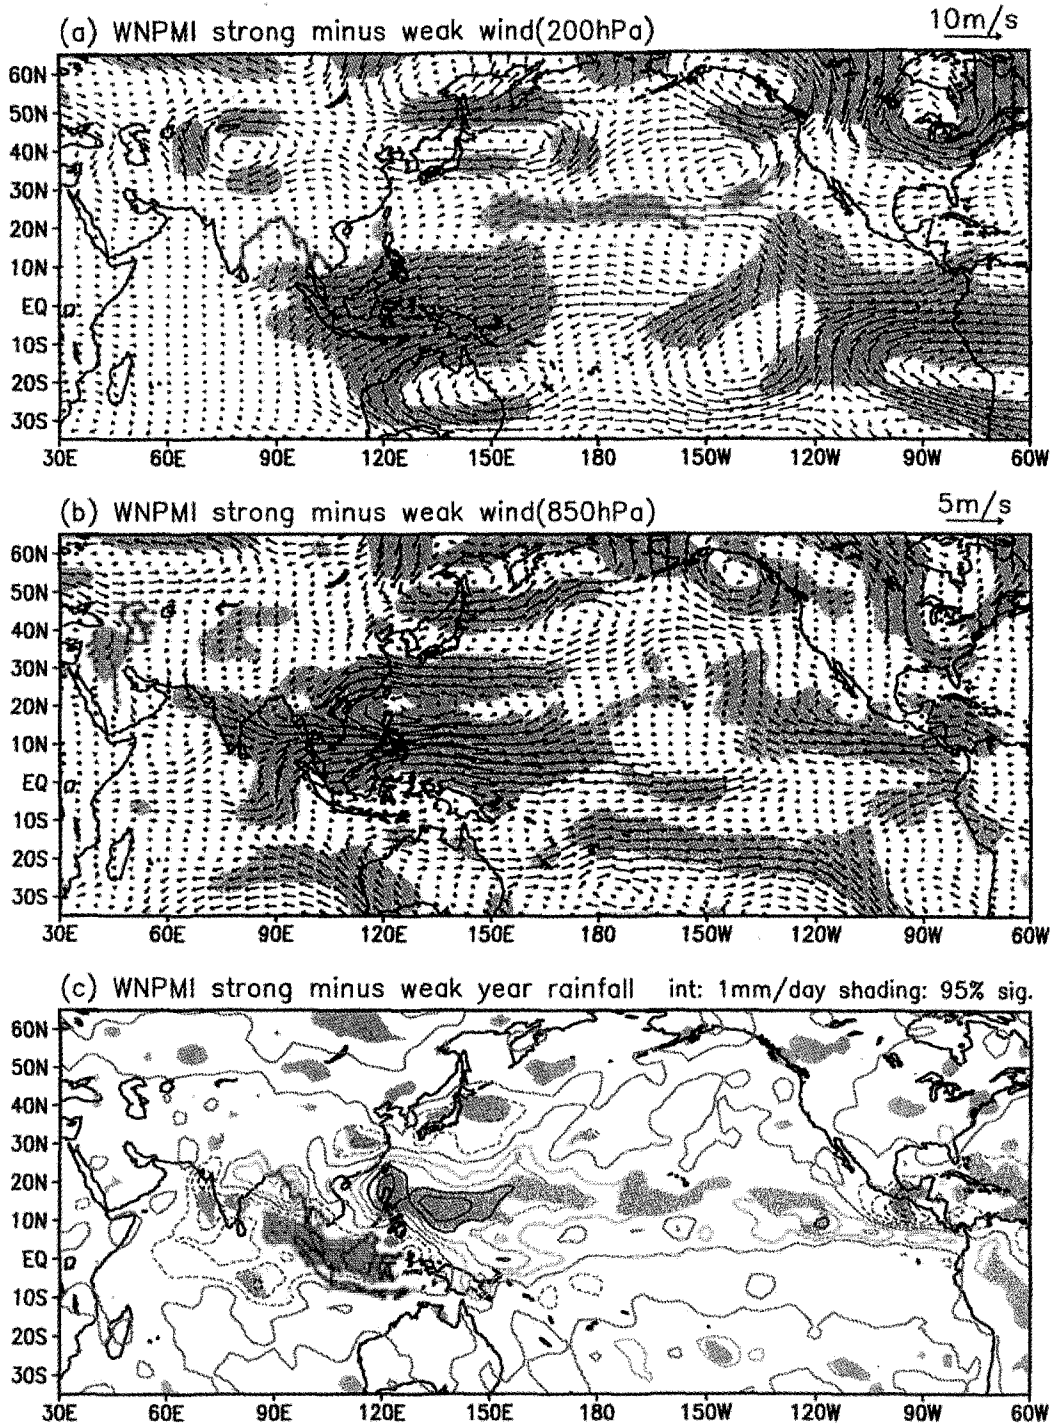 (a) WNPMI strong minus weak wind(200hPa) 10m/s
60N
50N
40N
30N
20N
10N
EQ
10S
20S
30S
30E 60E 90E 120E 150E 180 150W 120W 90W 60W
(b) WNPMI strong minus weak wind(850hPa) 5m/s
60N
50N
40N
30N
20N
10N
EQ
10S
20S
30S
30E 60E 90E 120E 150E 180 150W 120W 90W 60W
(c) WNPMI strong minus weak year rainfall int: 1mm/day shading: 95% sig.
60N
50N
40N
30N
20N
10N
EQ
10S
20S
30S
30E 60E 90E 120E 150E 180 150W 120W 90W 60W